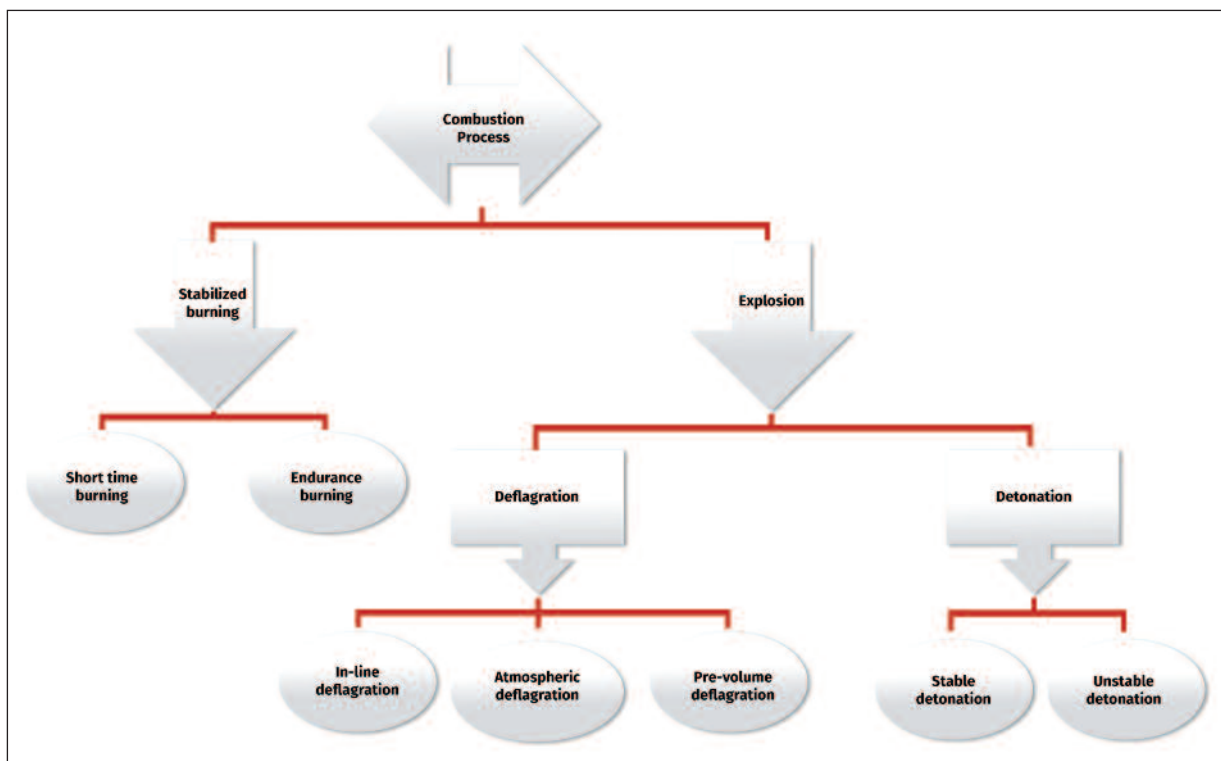 Combustion
Process
Stabilized
burning
Explosion
Short time
burning
Endurance
burning
Deflagration
Detonation
In-line
deflagration
Atmospheric
deflagration
Pre-volume
deflagration
Stable
detonation
Unstable
detonation